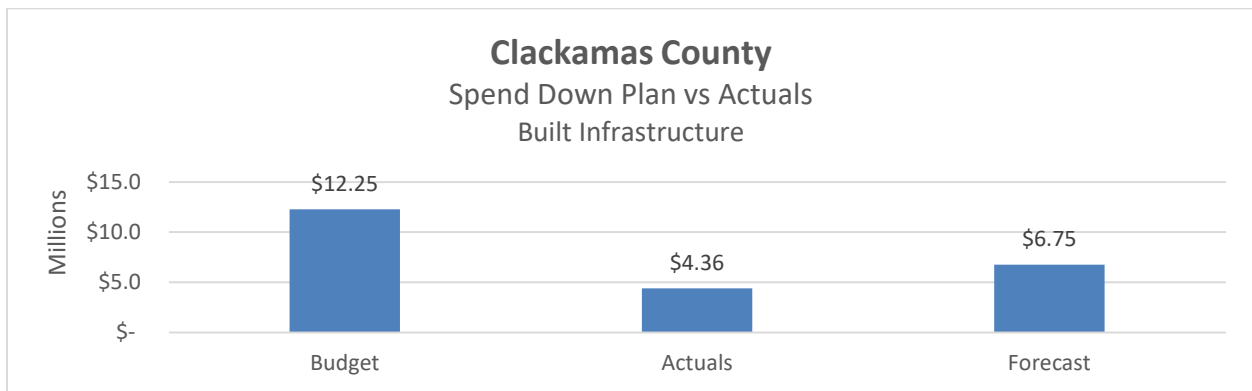 Clackamas County
Spend Down Plan vs Actuals
Built Infrastructure
Millions
$15.0
$10.0
$5.0
$-
$12.25
$4.36
$6.75
Budget
Actuals
Forecast